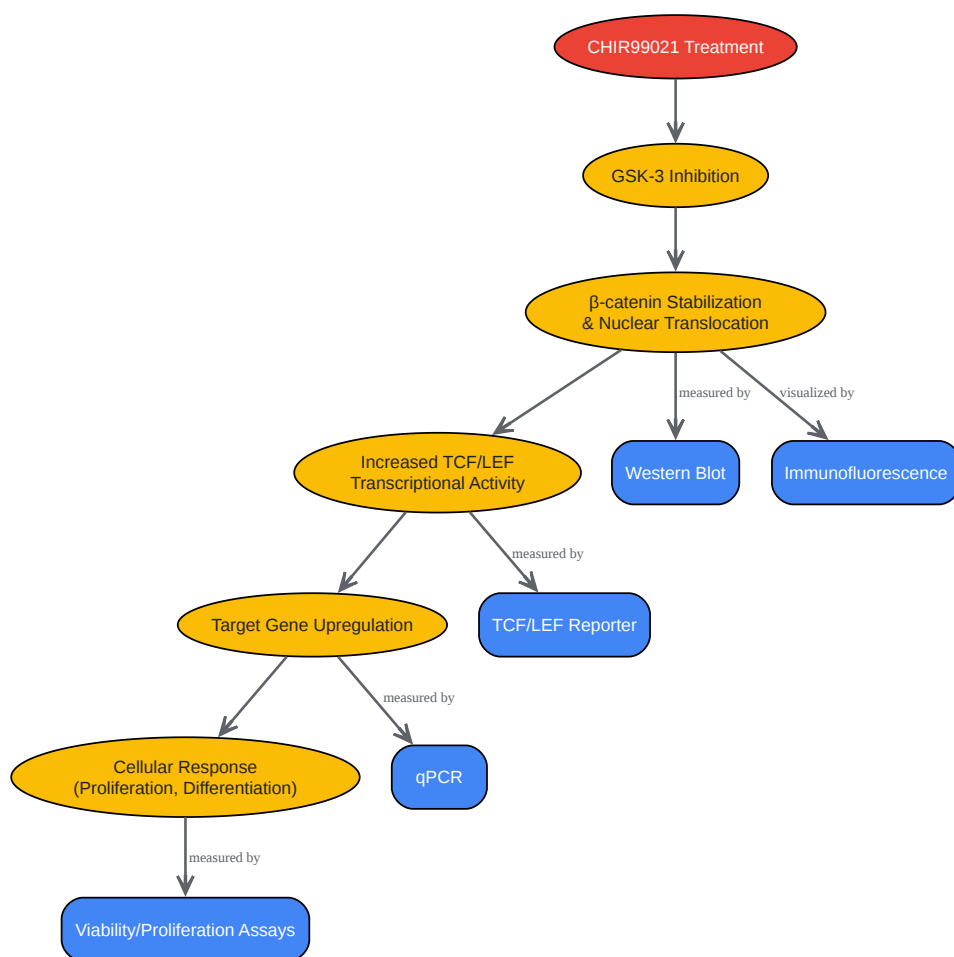 CHIR99021 Treatment
GSK-3 Inhibition
β-catenin Stabilization
& Nuclear Translocation
measured by
visualized by
Increased TCF/LEF
Transcriptional Activity
Western Blot
Immunofluorescence
measured by
Target Gene Upregulation
TCF/LEF Reporter
measured by
Cellular Response
(Proliferation, Differentiation)
qPCR
measured by
Viability/Proliferation Assays